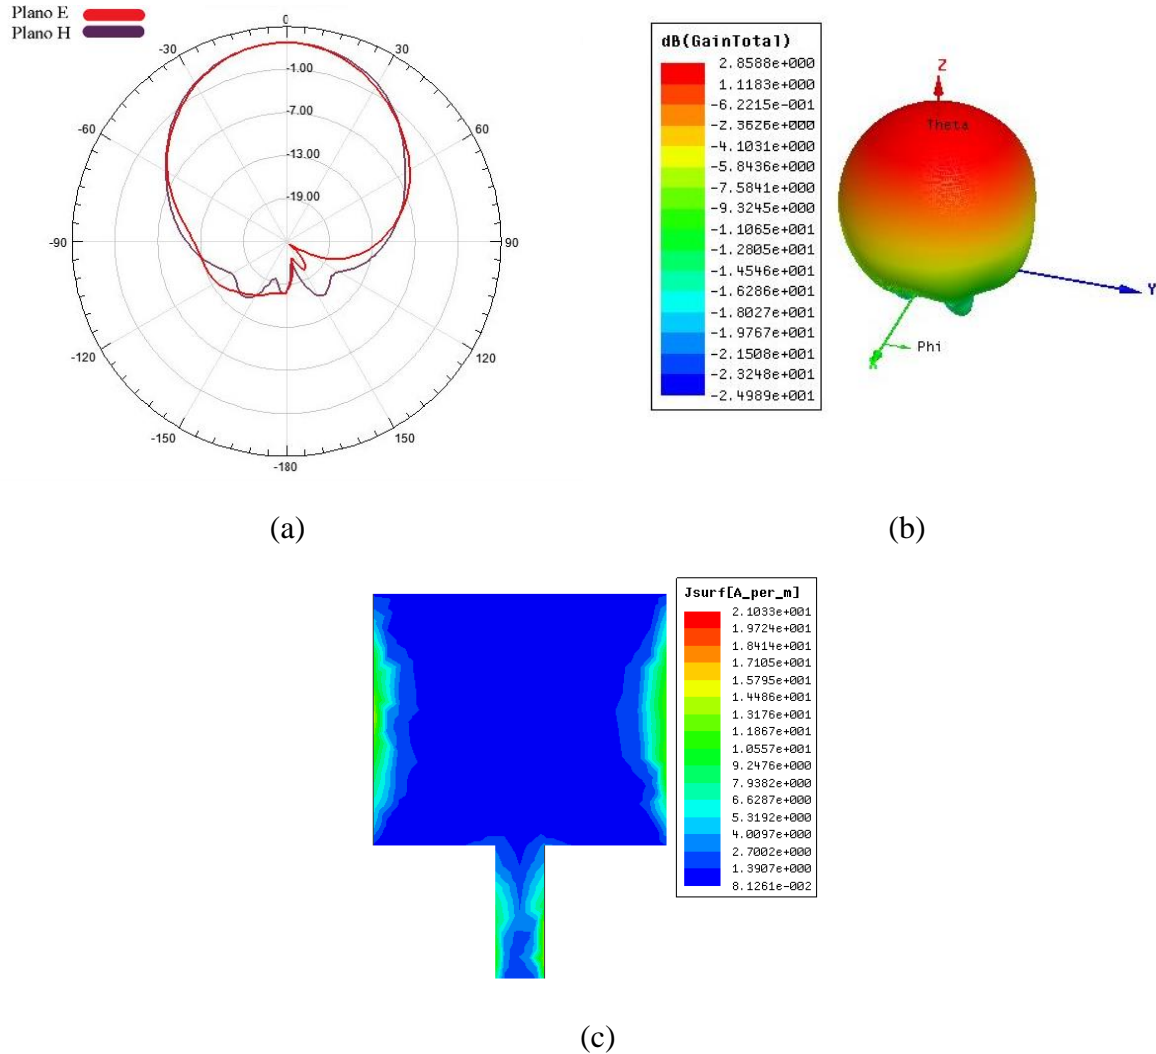 Plano E
Plano H
0
-30
30
-1.00
-7.00
-60
60
-13.00
-19.00
-90
90
-120
120
-150
150
-180
(a)
dB(GainTotal)
2.8588e+000
1.1183e+000
-6.2215e-001
-2.3626e+000
-4.1031e+000
-5.8436e+000
-7.5841e+000
-9.3245e+000
-1.1065e+001
-1.2805e+001
-1.4546e+001
-1.6286e+001
-1.8027e+001
-1.9767e+001
-2.1508e+001
-2.3248e+001
-2.4989e+001
Z
Theta
Y
Phi
X
(b)
Jsurf[A_per_m]
2.1033e+001
1.9724e+001
1.8414e+001
1.7105e+001
1.5795e+001
1.4486e+001
1.3176e+001
1.1867e+001
1.0557e+001
9.2476e+000
7.9382e+000
6.6287e+000
5.3192e+000
4.0097e+000
2.7002e+000
1.3907e+000
8.1261e-002
(c)